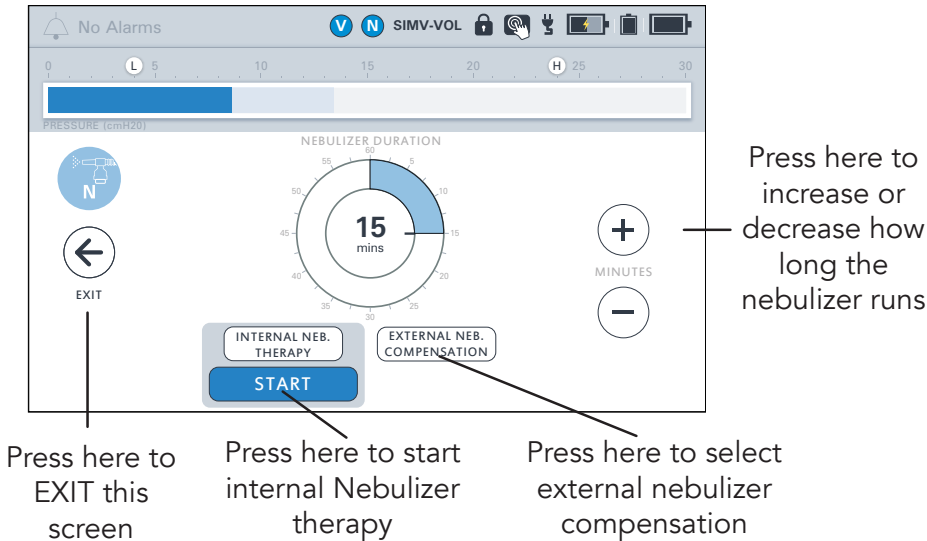 No Alarms
V N SIMV-VOL
0 L 5 10 15 20 H 25 30
PRESSURE (cmH20)
NEBULIZER DURATION
60
55 5
50 10
45 15
40 20
35 25
30
15
mins
N
EXIT
MINUTES
INTERNAL NEB.
THERAPY
START
EXTERNAL NEB.
COMPENSATION
Press here to
increase or
decrease how
long the
nebulizer runs
Press here to
EXIT this
screen
Press here to start
internal Nebulizer
therapy
Press here to select
external nebulizer
compensation